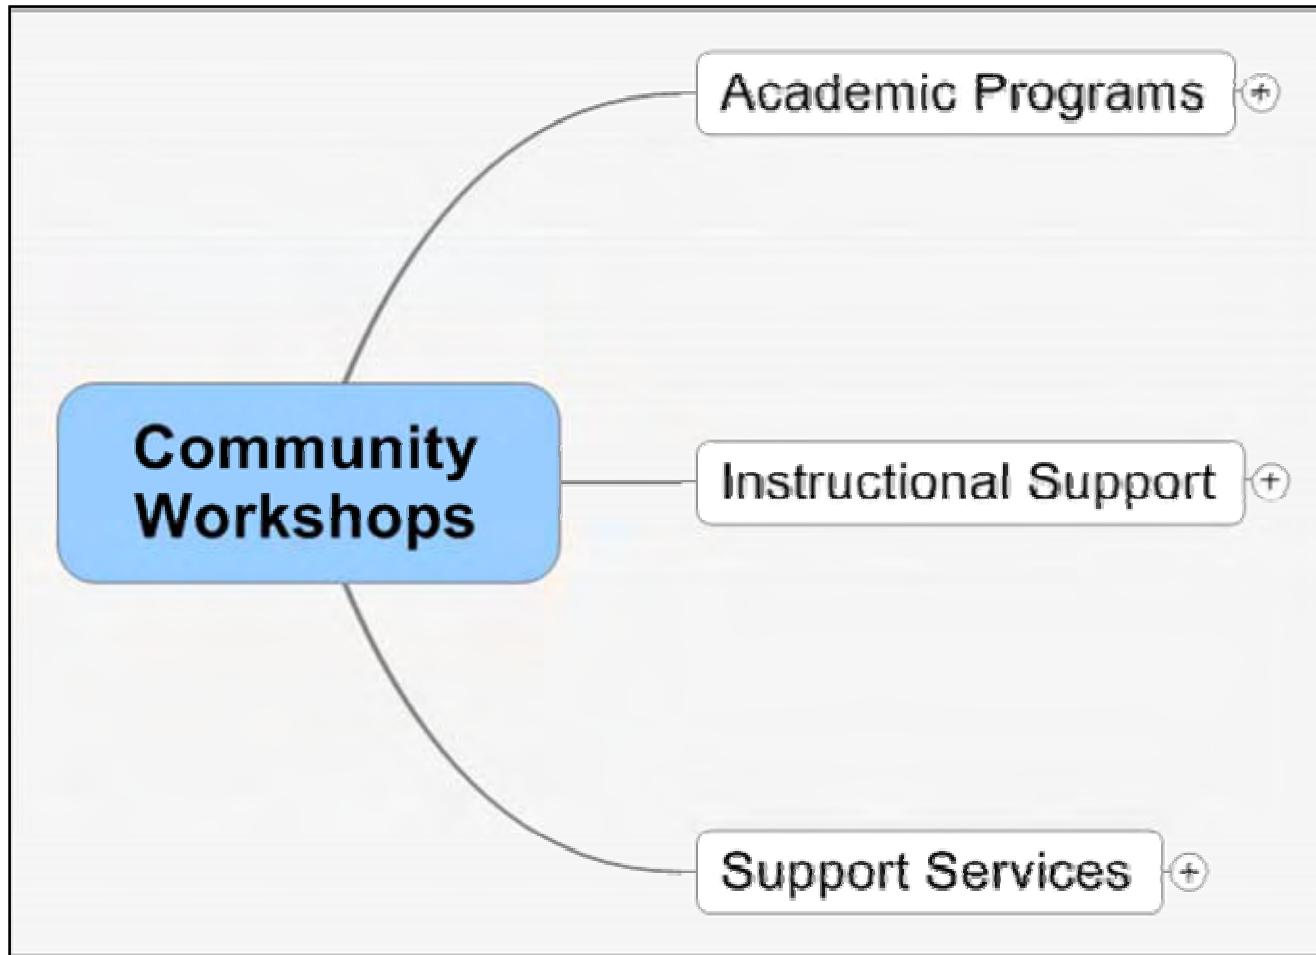 Academic Programs
Community
Workshops
Instructional Support
Support Services